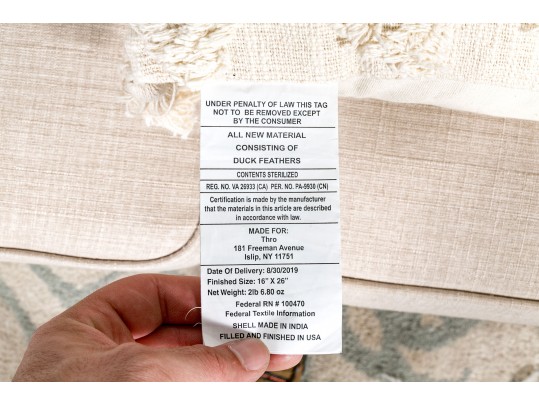 UNDER PENALTY OF LAW THIS TAG
NOT TO BE REMOVED EXCEPT
BY THE CONSUMER
ALL NEW MATERIAL
CONSISTING OF
DUCK FEATHERS
CONTENTS STERILIZED
REG. NO. VA 26933 (CA) PER. NO. PA-9930 (CN)
Certification is made by the manufacturer
that the materials in this article are described
in accordance with law.
MADE FOR:
Thro
181 Freeman Avenue
Islip, NY 11751
Date Of Delivery: 8/30/2019
Finished Size: 16" X 26"
Net Weight: 2lb 6.80 oz
Federal RN # 100470
Federal Textile Information
SHELL MADE IN INDIA
FILLED AND FINISHED IN USA